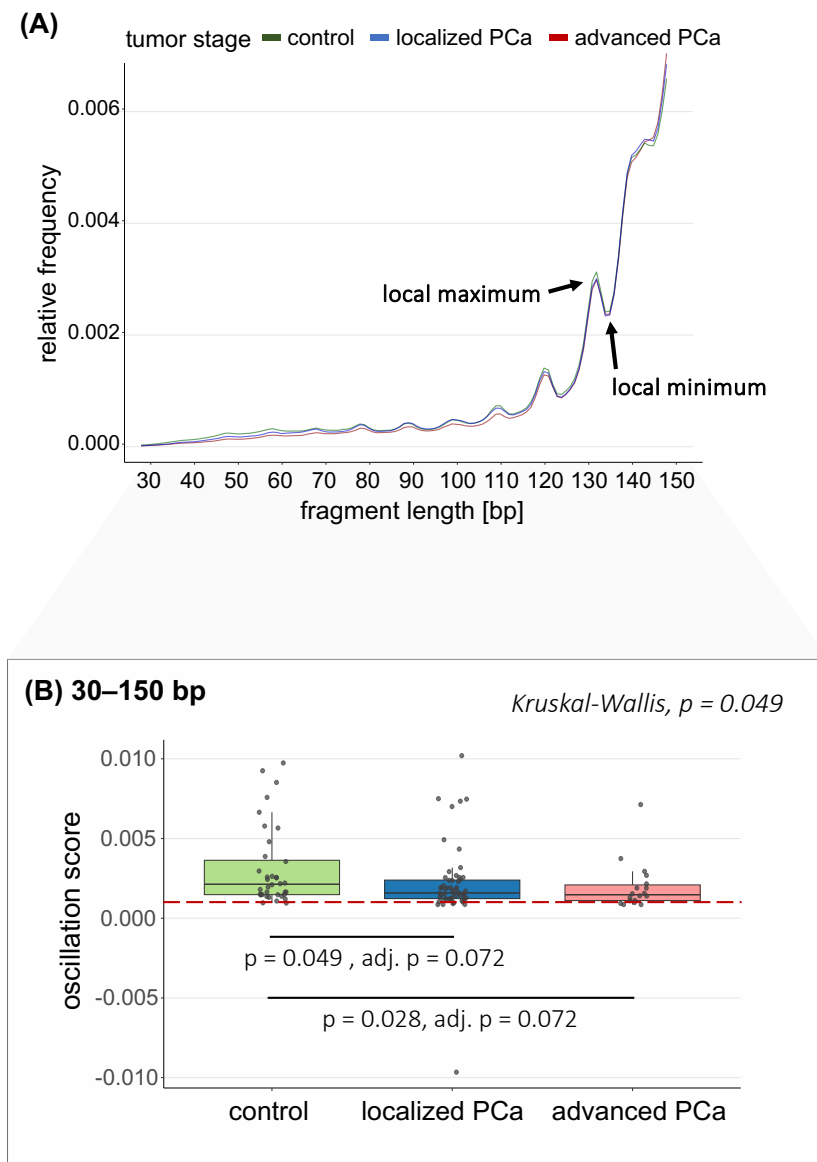 (A)
tumor stage control localized PCa advanced PCa
relative frequency
0.006
0.004
0.002
0.000
local maximum
local minimum
30 40 50 60 70 80 90 100 110 120 130 140 150
fragment length [bp]
(B) 30–150 bp
Kruskal-Wallis, p = 0.049
oscillation score
0.010
0.005
0.000
-0.005
-0.010
p = 0.049 , adj. p = 0.072
p = 0.028, adj. p = 0.072
control localized PCa advanced PCa